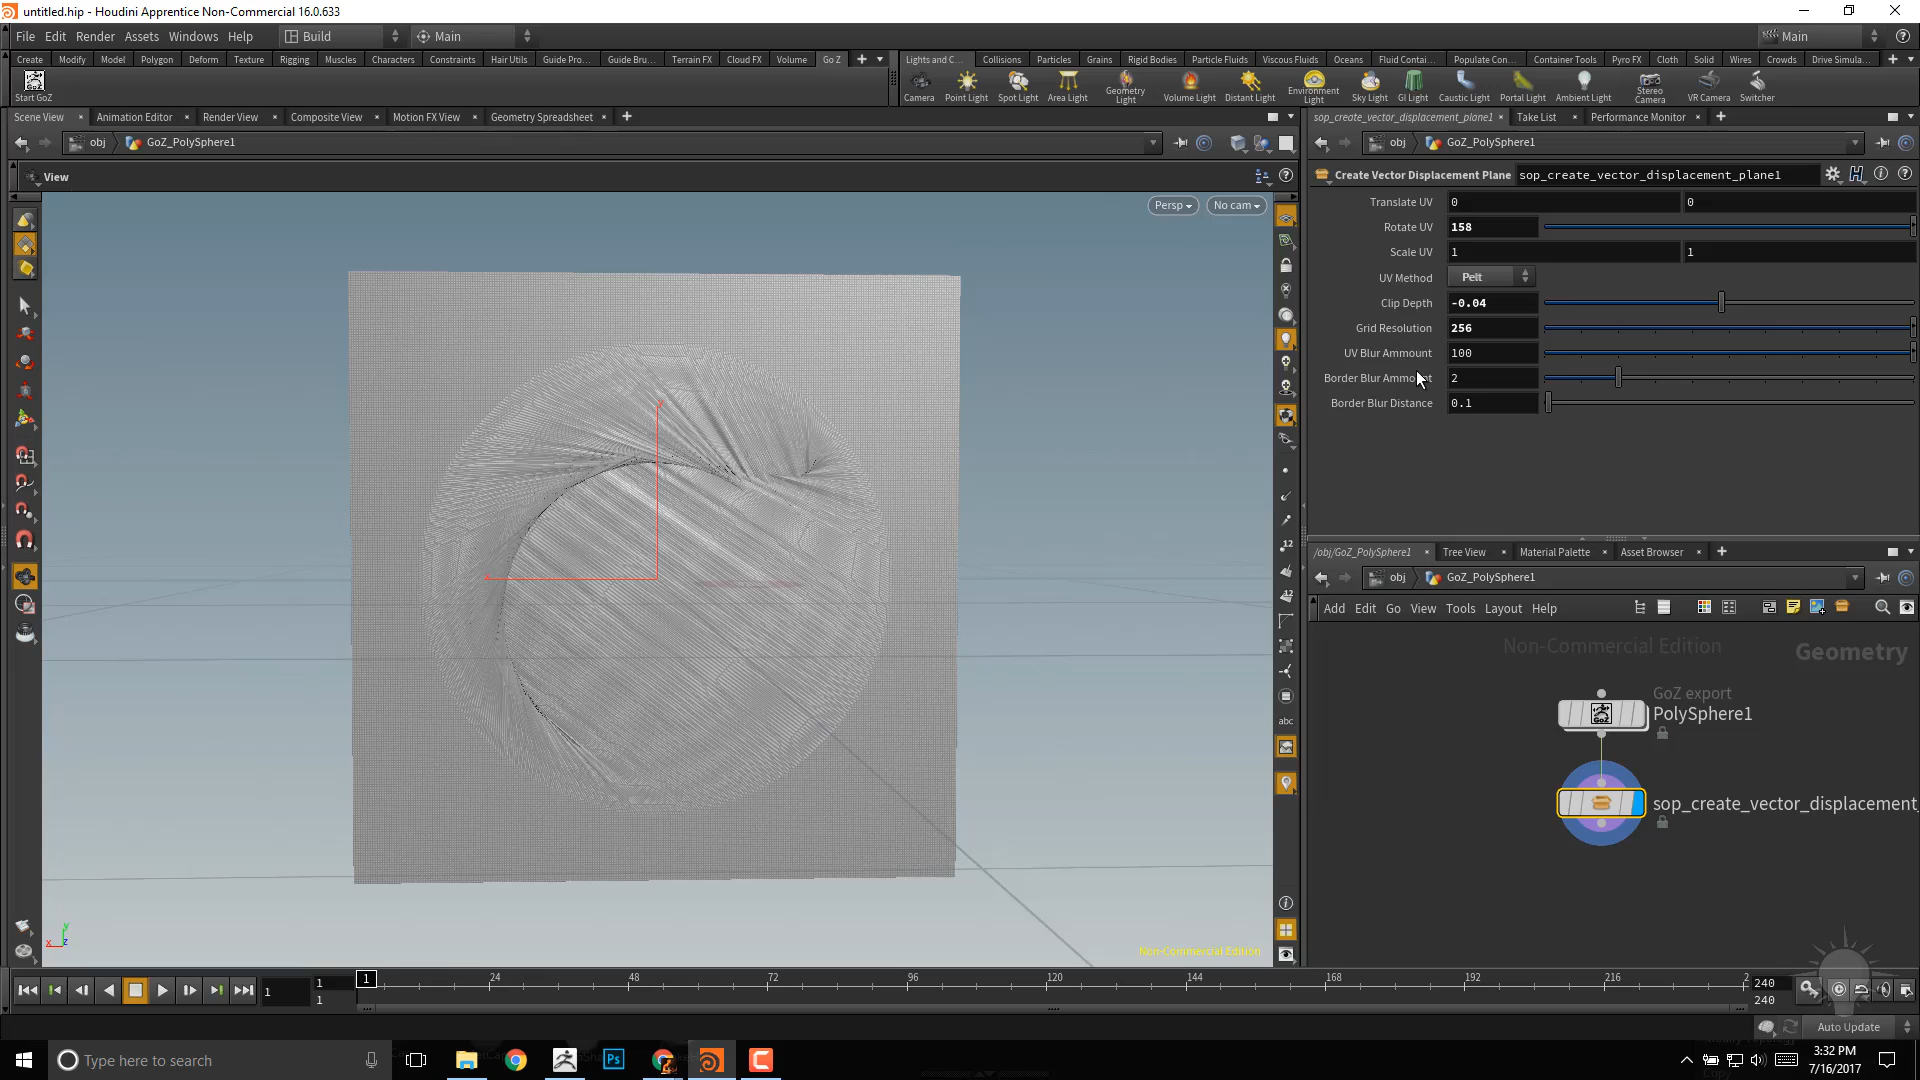 untitled.hip - Houdini Apprentice Non-Commercial 16.0.633
File Edit Render Assets Windows Help Build Main Main
Create Modify Model Polygon Deform Texture Rigging Muscles Characters Constraints Hair Utils Guide Pro... Guide Bru... Terrain FX Cloud FX Volume Go Z Lights and C... Collisions Particles Grains Rigid Bodies Particle Fluids Viscous Fluids Oceans Fluid Contai... Populate Con... Container Tools Pyro FX Cloth Solid Wires Crowds Drive Simula...
Start GoZ Camera Point Light Spot Light Area Light Geometry Light Volume Light Distant Light Environment Light Sky Light GI Light Caustic Light Portal Light Ambient Light Stereo Camera VR Camera Switcher
Scene View Animation Editor Render View Composite View Motion FX View Geometry Spreadsheet
obj GoZ_PolySphere1
View
Persp No cam
12
12
abc
y
x
y
x
z
Non-Commercial Edition
sop_create_vector_displacement_plane1 Take List Performance Monitor
obj GoZ_PolySphere1
Create Vector Displacement Plane sop_create_vector_displacement_plane1
Translate UV 0 0
Rotate UV 158
Scale UV 1 1
UV Method Pelt
Clip Depth -0.04
Grid Resolution 256
UV Blur Ammount 100
Border Blur Ammount 2
Border Blur Distance 0.1
/obj/GoZ_PolySphere1 Tree View Material Palette Asset Browser
obj GoZ_PolySphere1
Add Edit Go View Tools Layout Help
Non-Commercial Edition
Geometry
GoZ export
PolySphere1
GoZ
sop_create_vector_displacement_
1 1 1 1 24 48 72 96 120 144 168 192 216 2 240 240
Auto Update
Type here to search
Ps
3:32 PM
7/16/2017